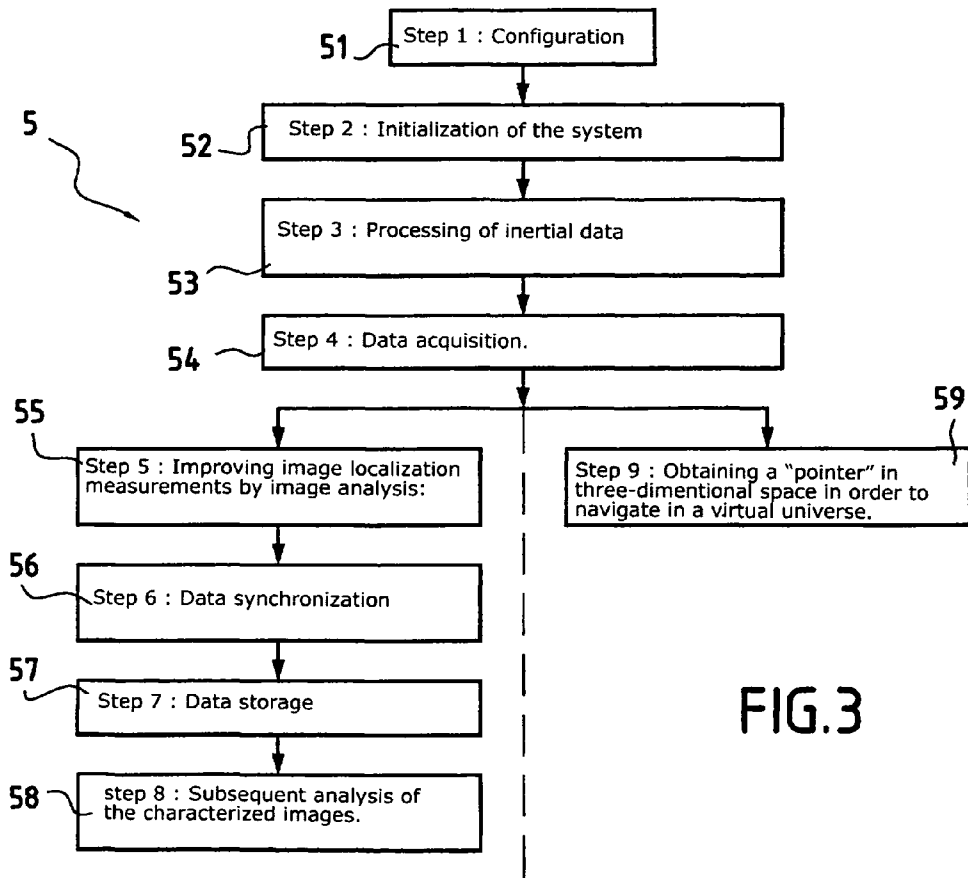 51
Step 1 : Configuration
5
52
Step 2 : Initialization of the system
53
Step 3 : Processing of inertial data
54
Step 4 : Data acquisition.
55
Step 5 : Improving image localization
measurements by image analysis:
59
Step 9 : Obtaining a “pointer” in
three-dimentional space in order to
navigate in a virtual universe.
56
Step 6 : Data synchronization
57
Step 7 : Data storage
58
step 8 : Subsequent analysis of
the characterized images.
FIG.3